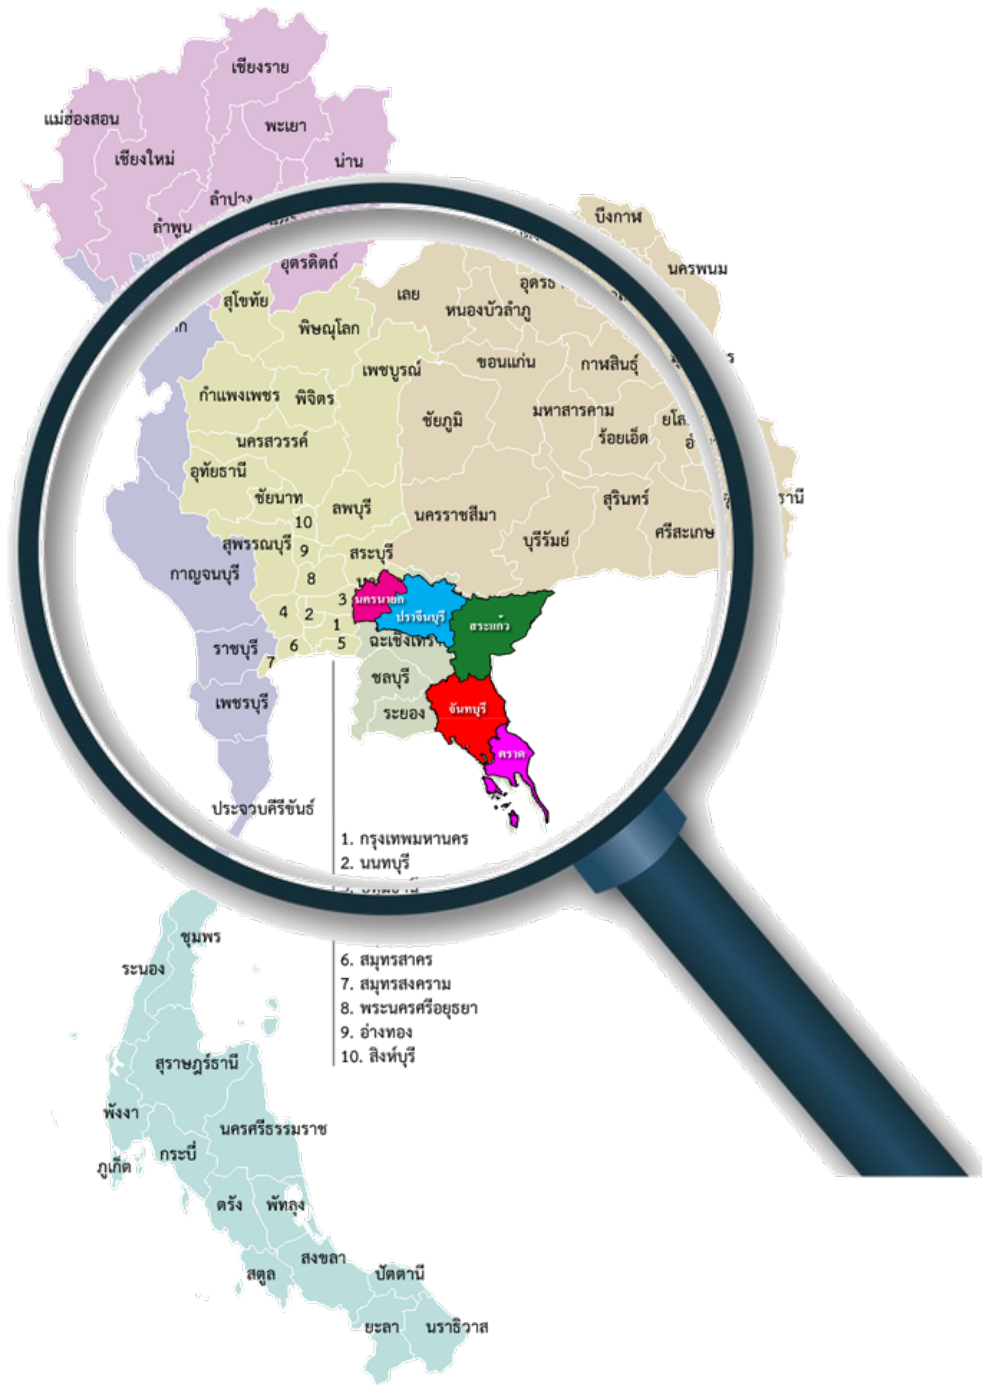 เชียงราย
แม่ฮ่องสอน
พะเยา
เชียงใหม่
น่าน
ลำปาง
ลำพูน
บึงกาฬ
อุตรดิตถ์
นครพนม
สุโขทัย
เลย
หนองบัวลำภู
พิษณุโลก
เพชบูรณ์
ขอนแก่น
กาฬสินธุ์
กำแพงเพชร
พิจิตร
ชัยภูมิ
มหาสารคาม
ร้อยเอ็ด
นครสวรรค์
อุทัยธานี
ชัยนาท
ลพบุรี
นครราชสีมา
สุรินทร์
10
บุรีรัมย์
ศรีสะเกษ
สุพรรณบุรี
9
สระบุรี
กาญจนบุรี
8
3
นครนายก
4
2
ปราจีนบุรี
1
สระแก้ว
ราชบุรี
6
5
ฉะเชิงเทร
7
ชลบุรี
เพชรบุรี
ระยอง
จันทบุรี
ตราด
ประจวบคีรีขันธ์
1. กรุงเทพมหานคร
2. นนทบุรี
ชุมพร
ระนอง
6. สมุทรสาคร
7. สมุทรสงคราม
8. พระนครศรีอยุธยา
9. อ่างทอง
10. สิงห์บุรี
สุราษฎร์ธานี
พังงา
นครศรีธรรมราช
กระบี่
ภูเก็ต
ตรัง
พัทลุง
สงขลา
สตูล
ปัตตานี
ยะลา
นราธิวาส